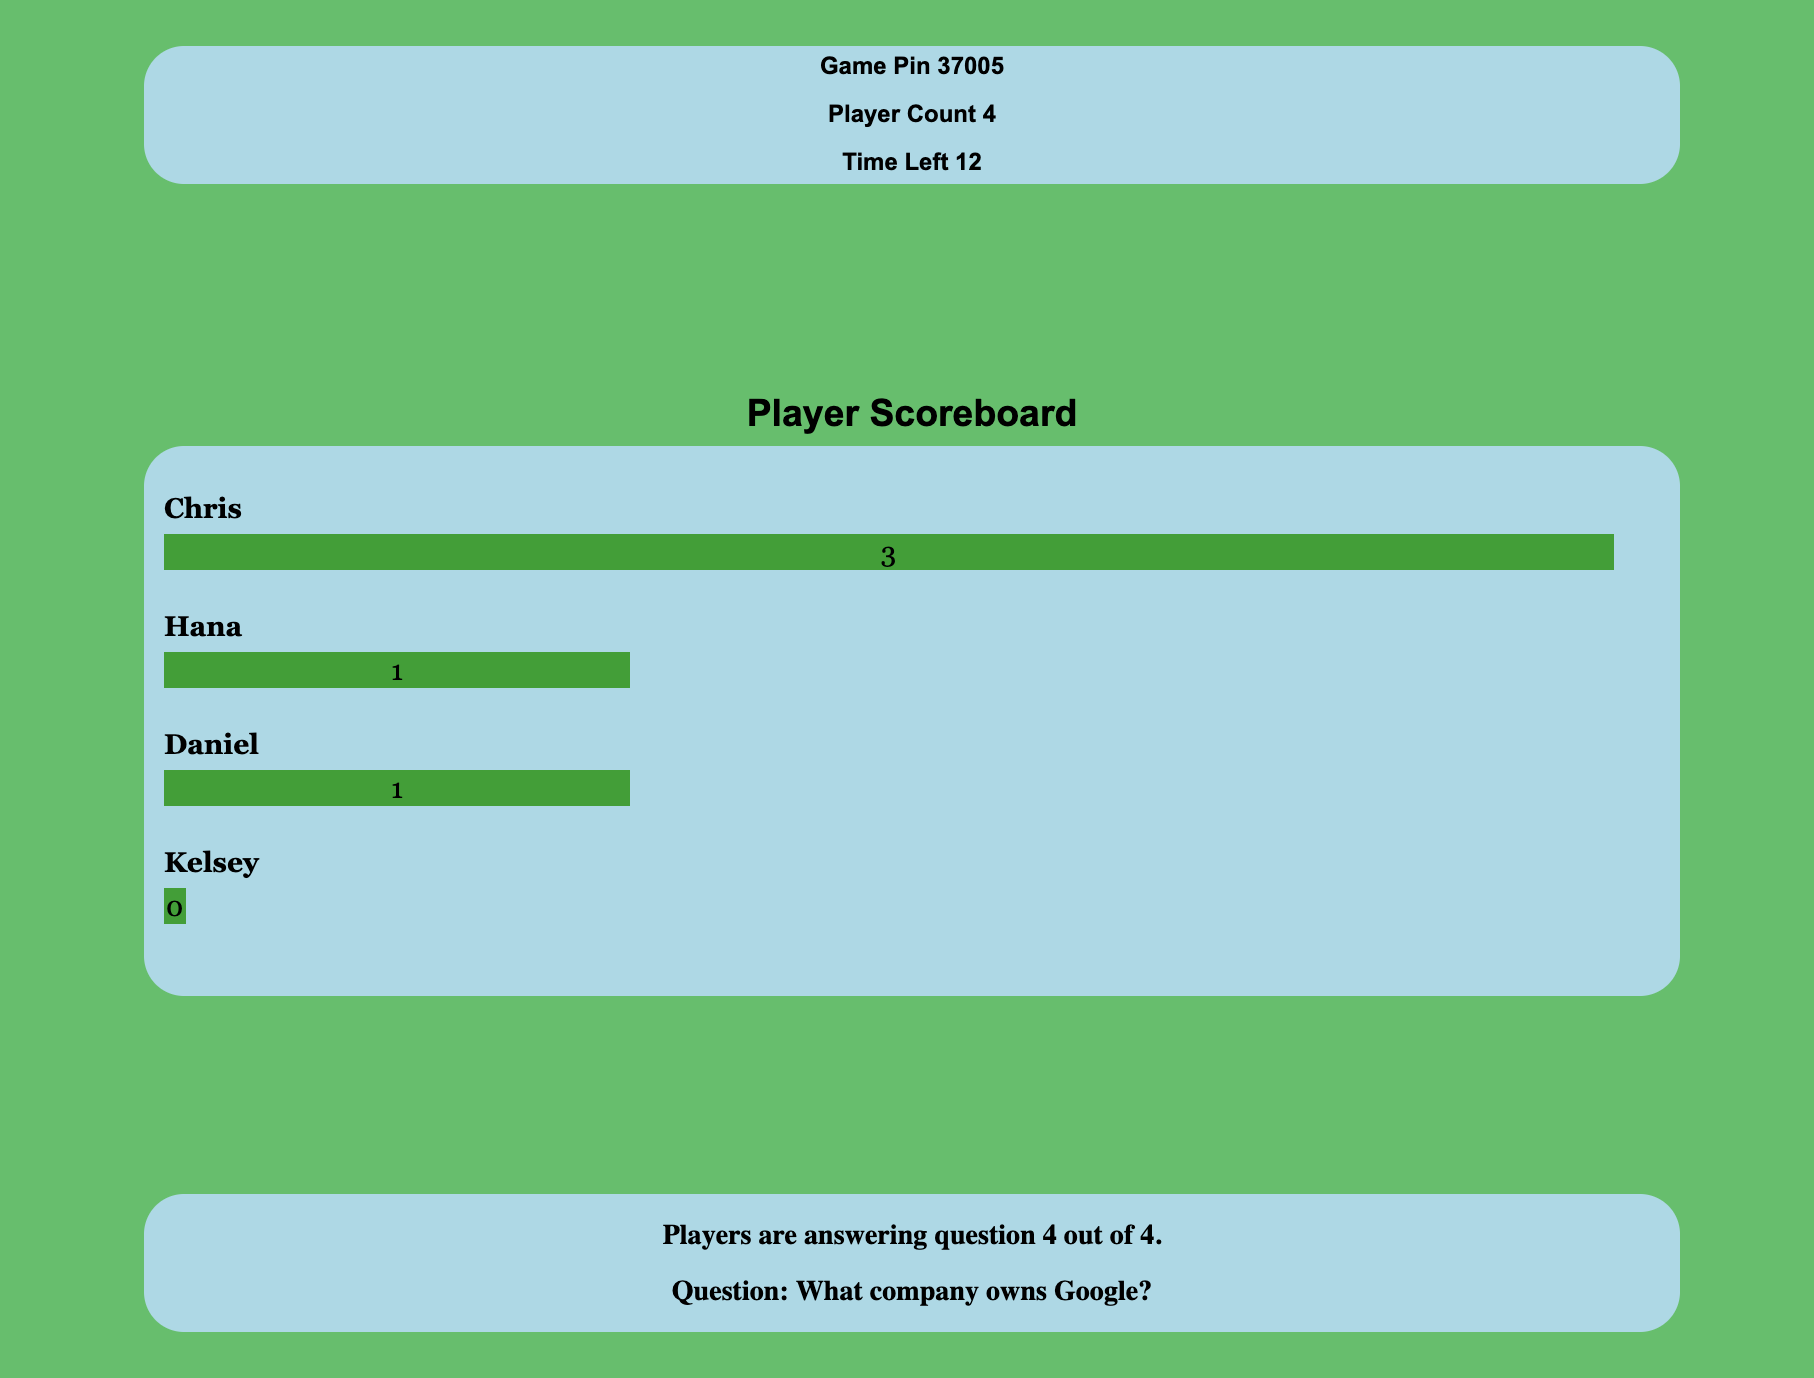 Game Pin 37005
Player Count 4
Time Left 12
Player Scoreboard
Chris
3
Hana
1
Daniel
1
Kelsey
0
Players are answering question 4 out of 4.
Question: What company owns Google?